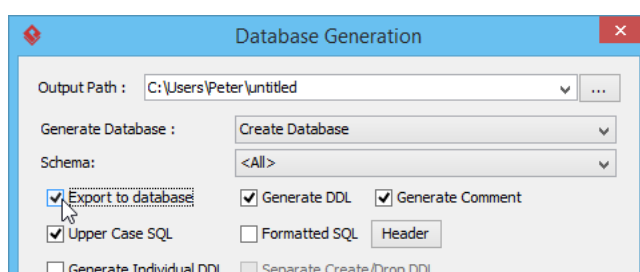 Database Generation
Output Path : C:\Users\Peter\untitled ...
Generate Database : Create Database
Schema: <All>
Export to database Generate DDL Generate Comment
Upper Case SQL Formatted SQL Header
Generate Individual DDL Separate Create/Drop DDL